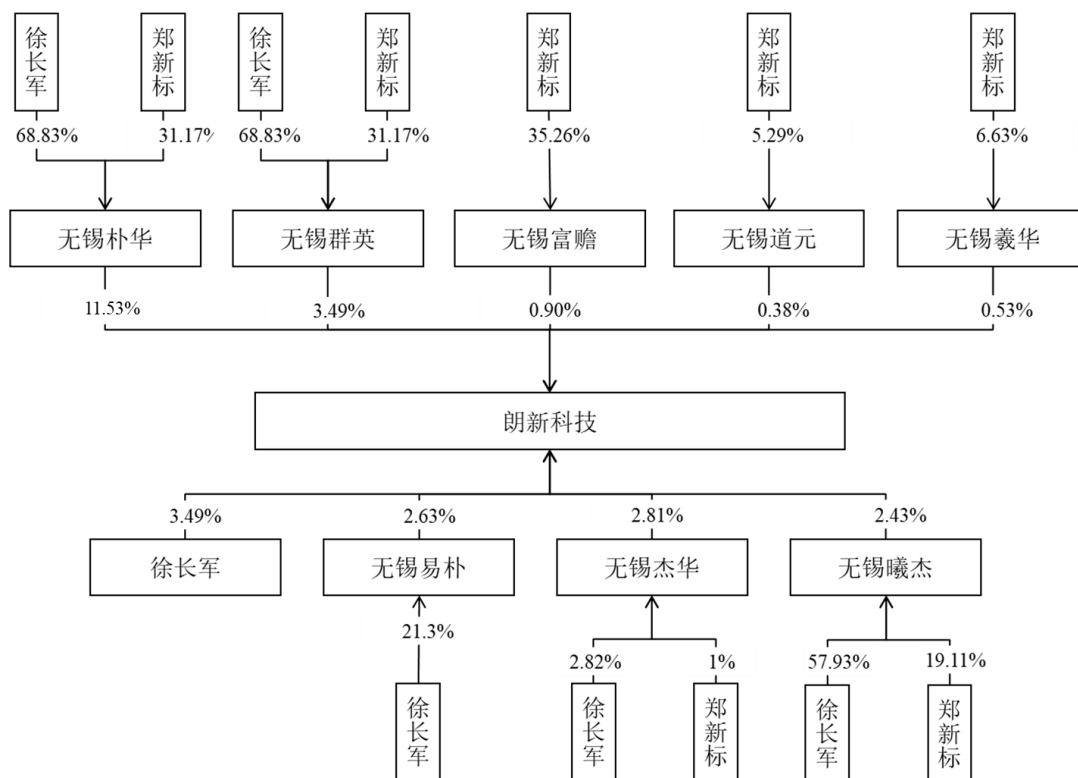 徐长军 郑新标 徐长军 郑新标 郑新标 郑新标 郑新标
68.83% 31.17% 68.83% 31.17% 35.26% 5.29% 6.63%
无锡朴华 无锡群英 无锡富赡 无锡道元 无锡羲华
11.53% 3.49% 0.90% 0.38% 0.53%
朗新科技
3.49% 2.63% 2.81% 2.43%
徐长军 无锡易朴 无锡杰华 无锡曦杰
21.3%
2.82% 1% 57.93% 19.11%
徐长军 徐长军 郑新标 徐长军 郑新标